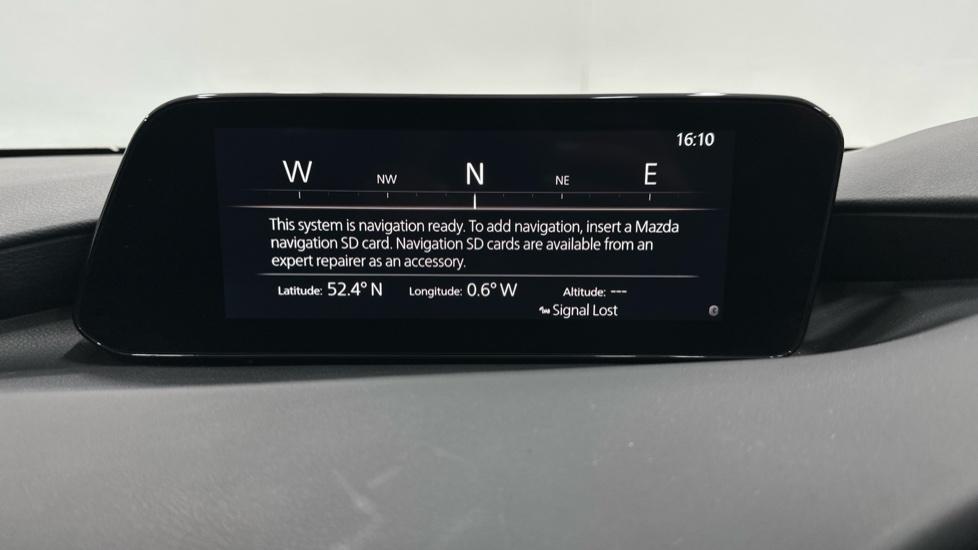 16:10
W NW N NE E
This system is navigation ready. To add navigation, insert a Mazda
navigation SD card. Navigation SD cards are available from an
expert repairer as an accessory.
Latitude: 52.4° N Longitude: 0.6° W Altitude: ---
Signal Lost